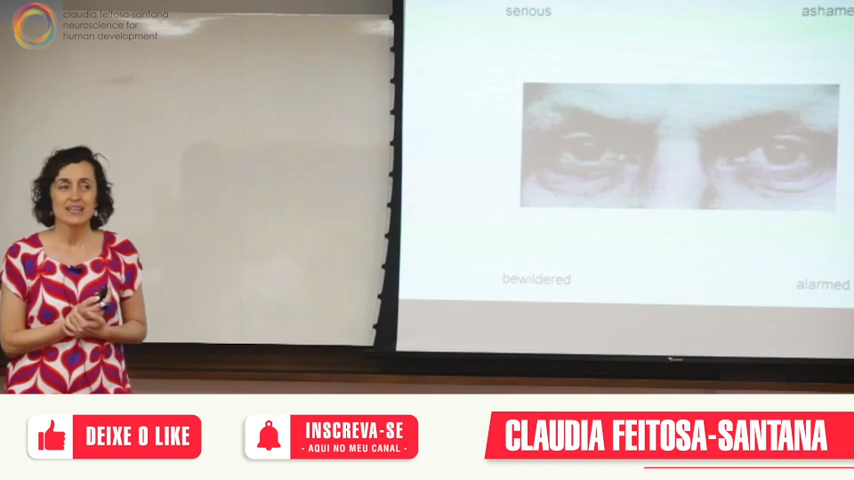 claudia feitosa-santana
neuroscience for
human development
serious
ashame
bewildered
alarmed
DEIXE O LIKE
INSCREVA-SE
- AQUI NO MEU CANAL -
CLAUDIA FEITOSA-SANTANA